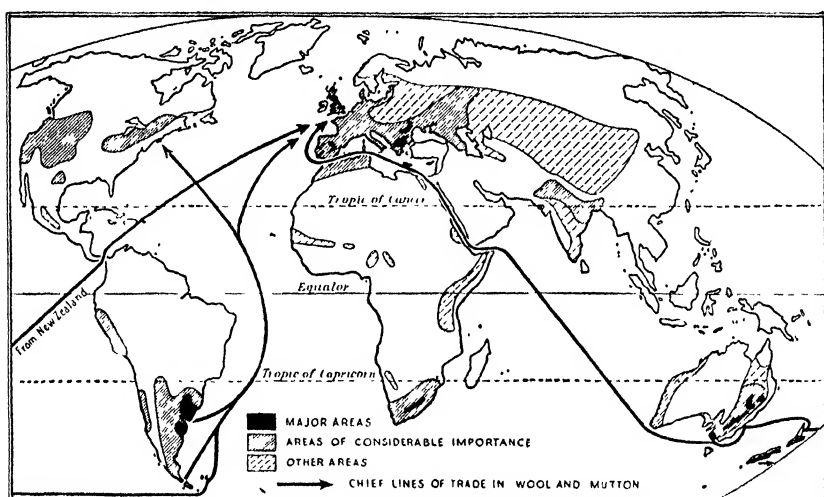 Tropic of Cancer
Equator
From New Zealand
Tropic of Capricorn
MAJOR AREAS
AREAS OF CONSIDERABLE IMPORTANCE
OTHER AREAS
CHIEF LINES OF TRADE IN WOOL AND MUTTON